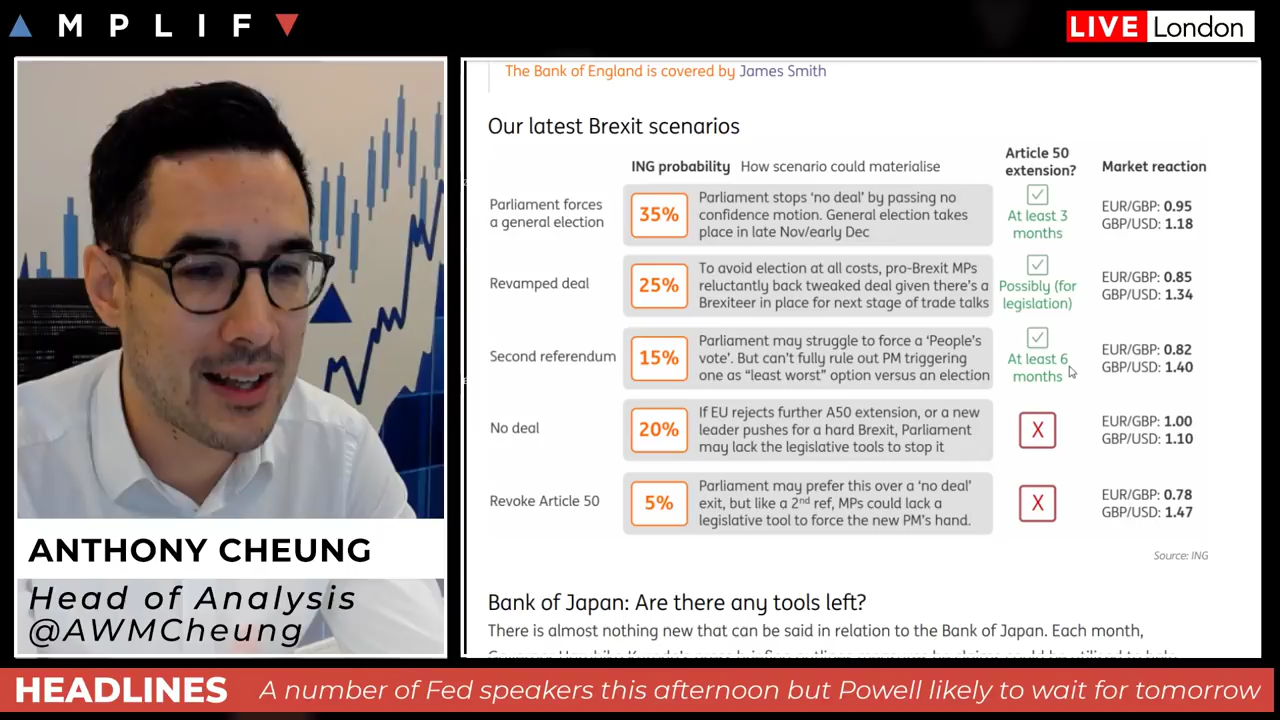 AMPLIFY
LIVE London
The Bank of England is covered by James Smith
Our latest Brexit scenarios
ING probability How scenario could materialise Article 50 extension? Market reaction
Parliament forces
a general election
35%
Parliament stops ‘no deal’ by passing no
confidence motion. General election takes
place in late Nov/early Dec
At least 3
months
EUR/GBP: 0.95
GBP/USD: 1.18
Revamped deal
25%
To avoid election at all costs, pro-Brexit MPs
reluctantly back tweaked deal given there’s a
Brexiteer in place for next stage of trade talks
Possibly (for
legislation)
EUR/GBP: 0.85
GBP/USD: 1.34
Second referendum
15%
Parliament may struggle to force a ‘People’s
vote’. But can’t fully rule out PM triggering
one as “least worst” option versus an election
At least 6
months
EUR/GBP: 0.82
GBP/USD: 1.40
No deal
20%
If EU rejects further A50 extension, or a new
leader pushes for a hard Brexit, Parliament
may lack the legislative tools to stop it
X
EUR/GBP: 1.00
GBP/USD: 1.10
Revoke Article 50
5%
Parliament may prefer this over a ‘no deal’
exit, but like a 2nd ref, MPs could lack a
legislative tool to force the new PM’s hand.
X
EUR/GBP: 0.78
GBP/USD: 1.47
Source: ING
Bank of Japan: Are there any tools left?
There is almost nothing new that can be said in relation to the Bank of Japan. Each month,
ANTHONY CHEUNG
Head of Analysis
@AWMCheung
HEADLINES A number of Fed speakers this afternoon but Powell likely to wait for tomorrow